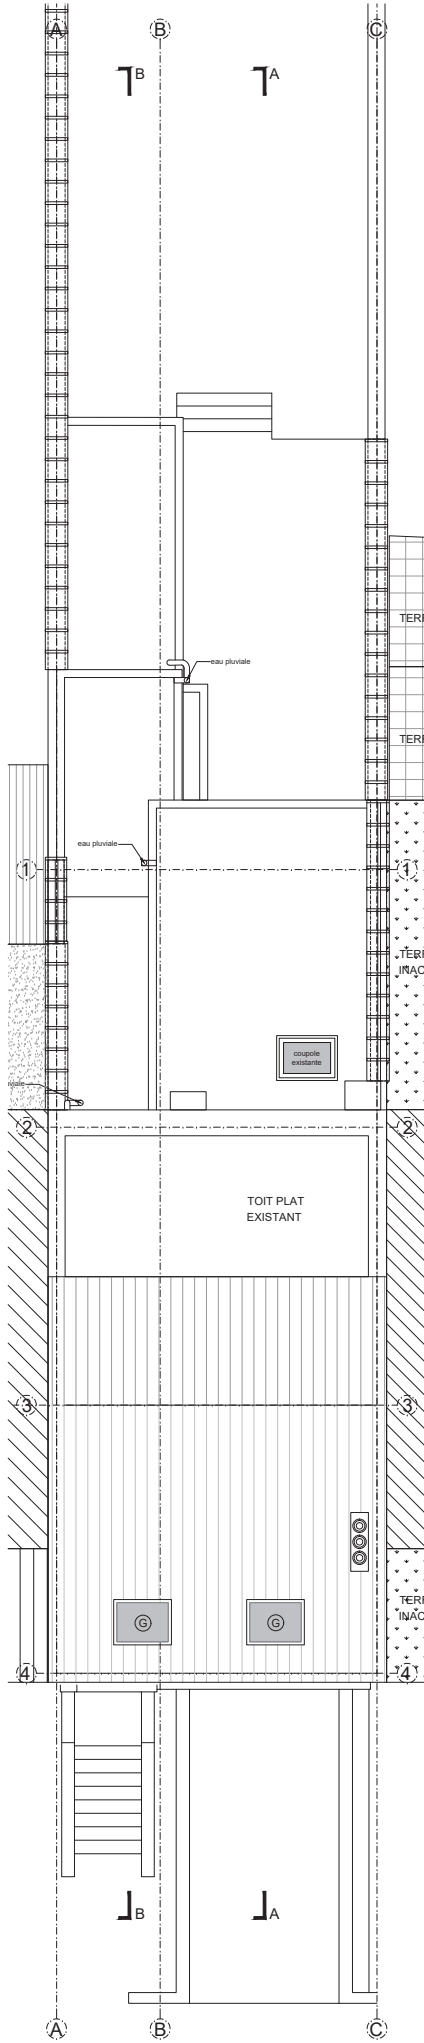 A B C
B A
eau pluviale
TERR
TERR
eau pluviale
1 1
TERR
INAC
coupole
existante
viale
2 2
TOIT PLAT
EXISTANT
3 3
TERR
INAC
G G
4 4
B A
A B C